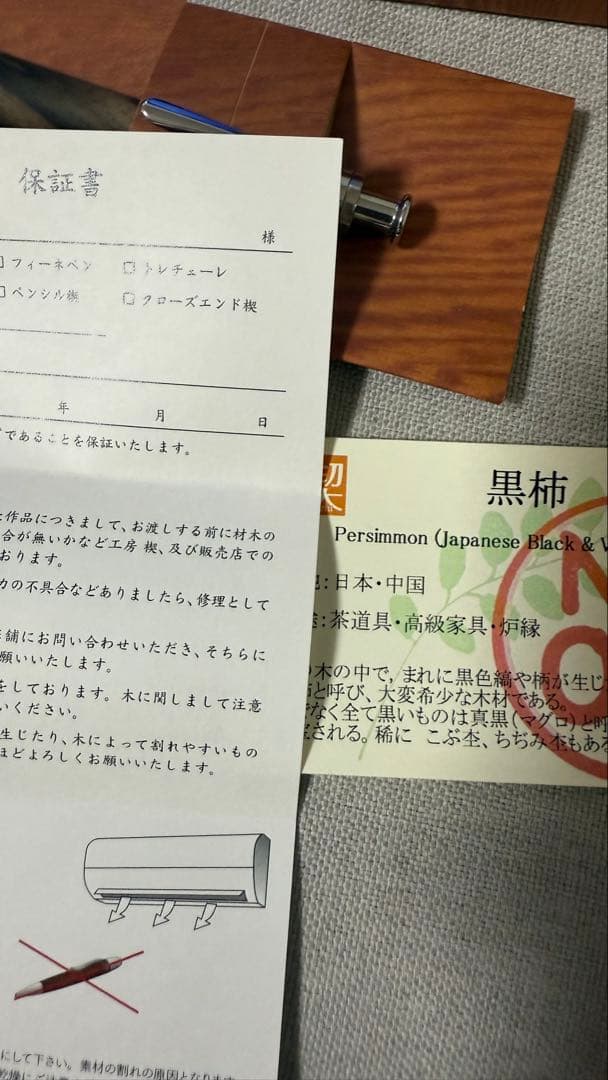 保証書
様
フィーネペン □ トレチェーレ
ペンシル楔 □ クローズエンド楔
年 月 日
であることを保証いたします。
作品につきまして、お渡しする前に材木の
合が無いかなど工房 楔、及び販売店での
おります。
カの不具合などありましたら、修理として
舗にお問い合わせいただき、そちらに
願いいたします。
をしております。木に関しまして注意
いください。
生じたり、木によって割れやすいもの
ほどよろしくお願いいたします。
にして下さい。素材の割れの原因となります
黒柿
Persimmon (Japanese Black &
:日本・中国
:茶道具・高級家具・炉縁
木の中で，まれに黒色縞や柄が生じ
と呼び、大変希少な木材である。
なく全て黒いものは真黒(マグロ)と呼
される。稀に こぶ杢、ちぢみ杢もある